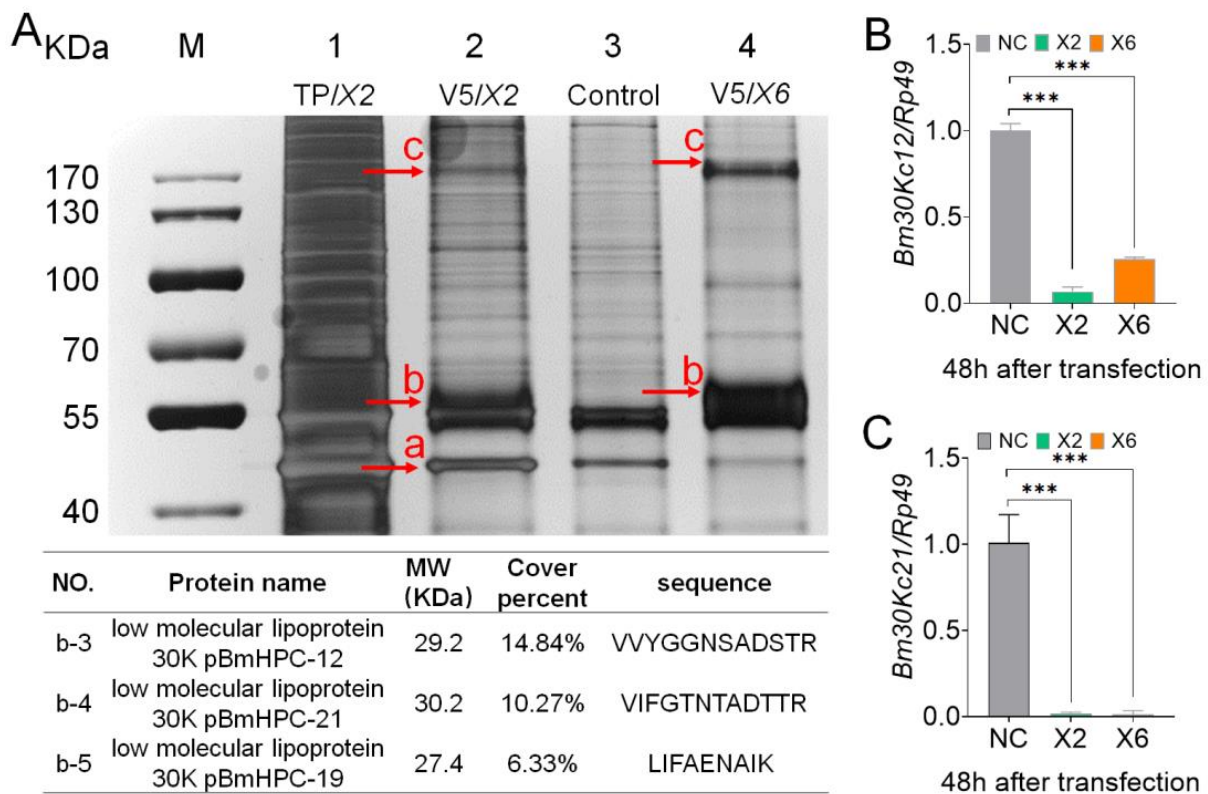 A
KDa M 1 2 3 4
TP/X2 V5/X2 Control V5/X6
c c
170
130
100
70
b b
55
a
40
NO. Protein name MW (KDa) Cover percent sequence
b-3 low molecular lipoprotein 30K pBmHPC-12 29.2 14.84% VVYGGNSADSTR
b-4 low molecular lipoprotein 30K pBmHPC-21 30.2 10.27% VIFGTNTADTTR
b-5 low molecular lipoprotein 30K pBmHPC-19 27.4 6.33% LIFAENAIK
B
NC X2 X6
Bm30Kc12/Rp49
1.5
***
***
1.0
0.5
0.0
NC X2 X6
48h after transfection
C
NC X2 X6
Bm30Kc21/Rp49
1.5
***
***
1.0
0.5
0.0
NC X2 X6
48h after transfection